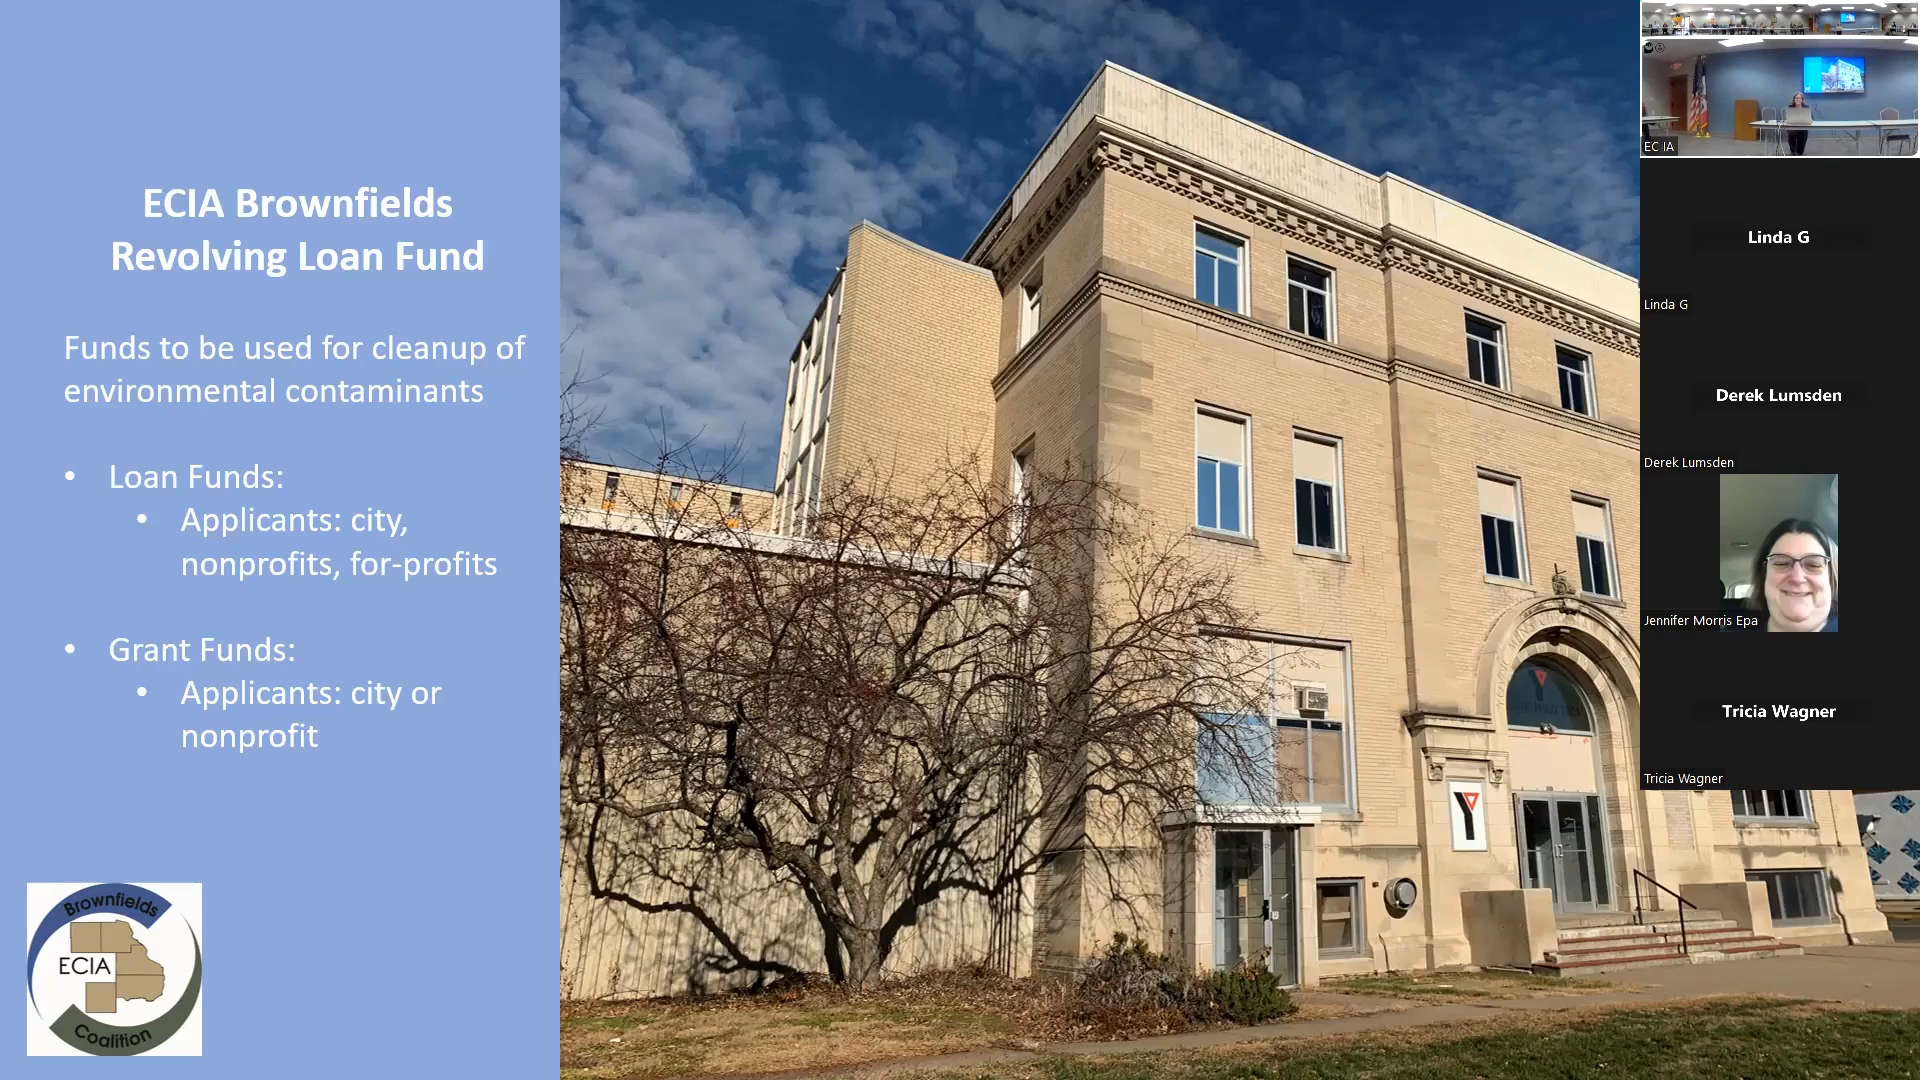 ECIA Brownfields
Revolving Loan Fund
Funds to be used for cleanup of
environmental contaminants
• Loan Funds:
• Applicants: city,
nonprofits, for-profits
• Grant Funds:
• Applicants: city or
nonprofit
Brownfields
ECIA
Coalition
Y
EC IA
Linda G
Linda G
Derek Lumsden
Derek Lumsden
Jennifer Morris Epa
Tricia Wagner
Tricia Wagner